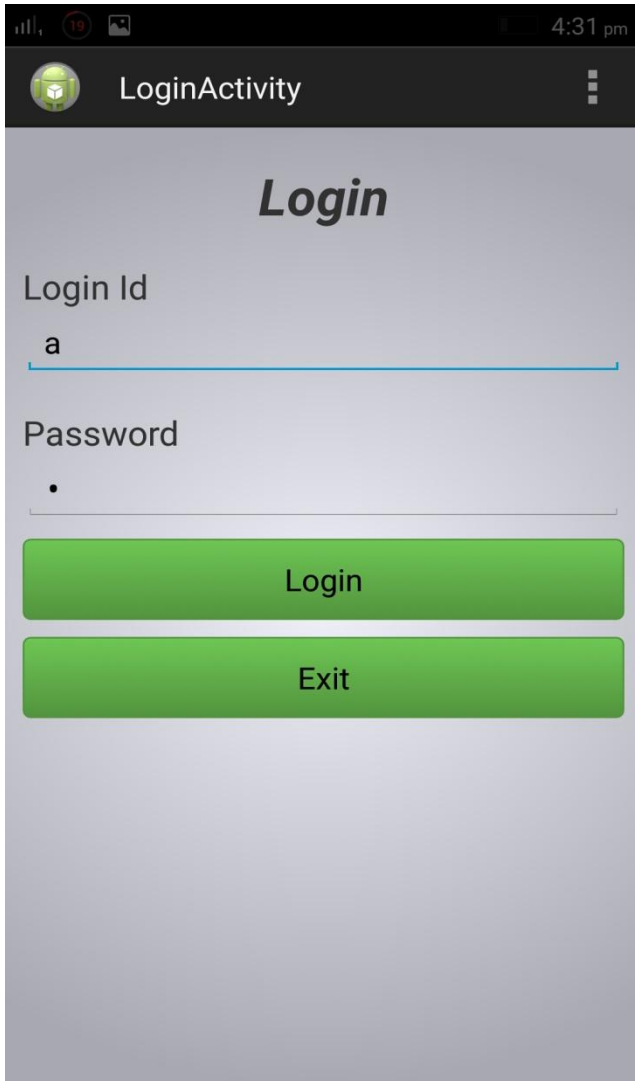 19 4:31 pm
LoginActivity
Login
Login Id
a
Password
•
Login
Exit